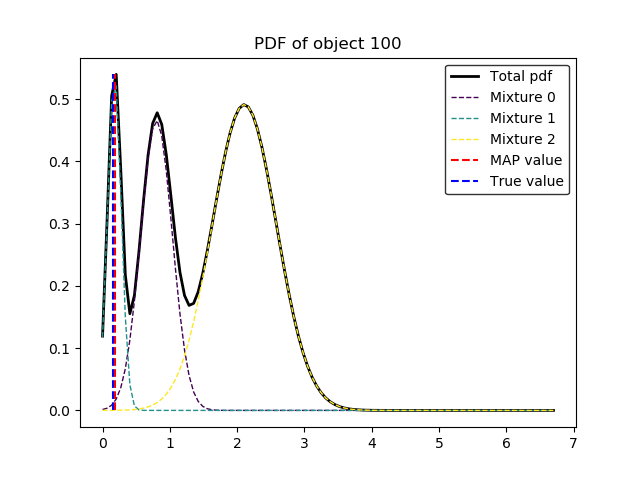 PDF of object 100
Total pdf
Mixture 0
Mixture 1
Mixture 2
MAP value
True value
0.5
0.4
0.3
0.2
0.1
0.0
0 1 2 3 4 5 6 7